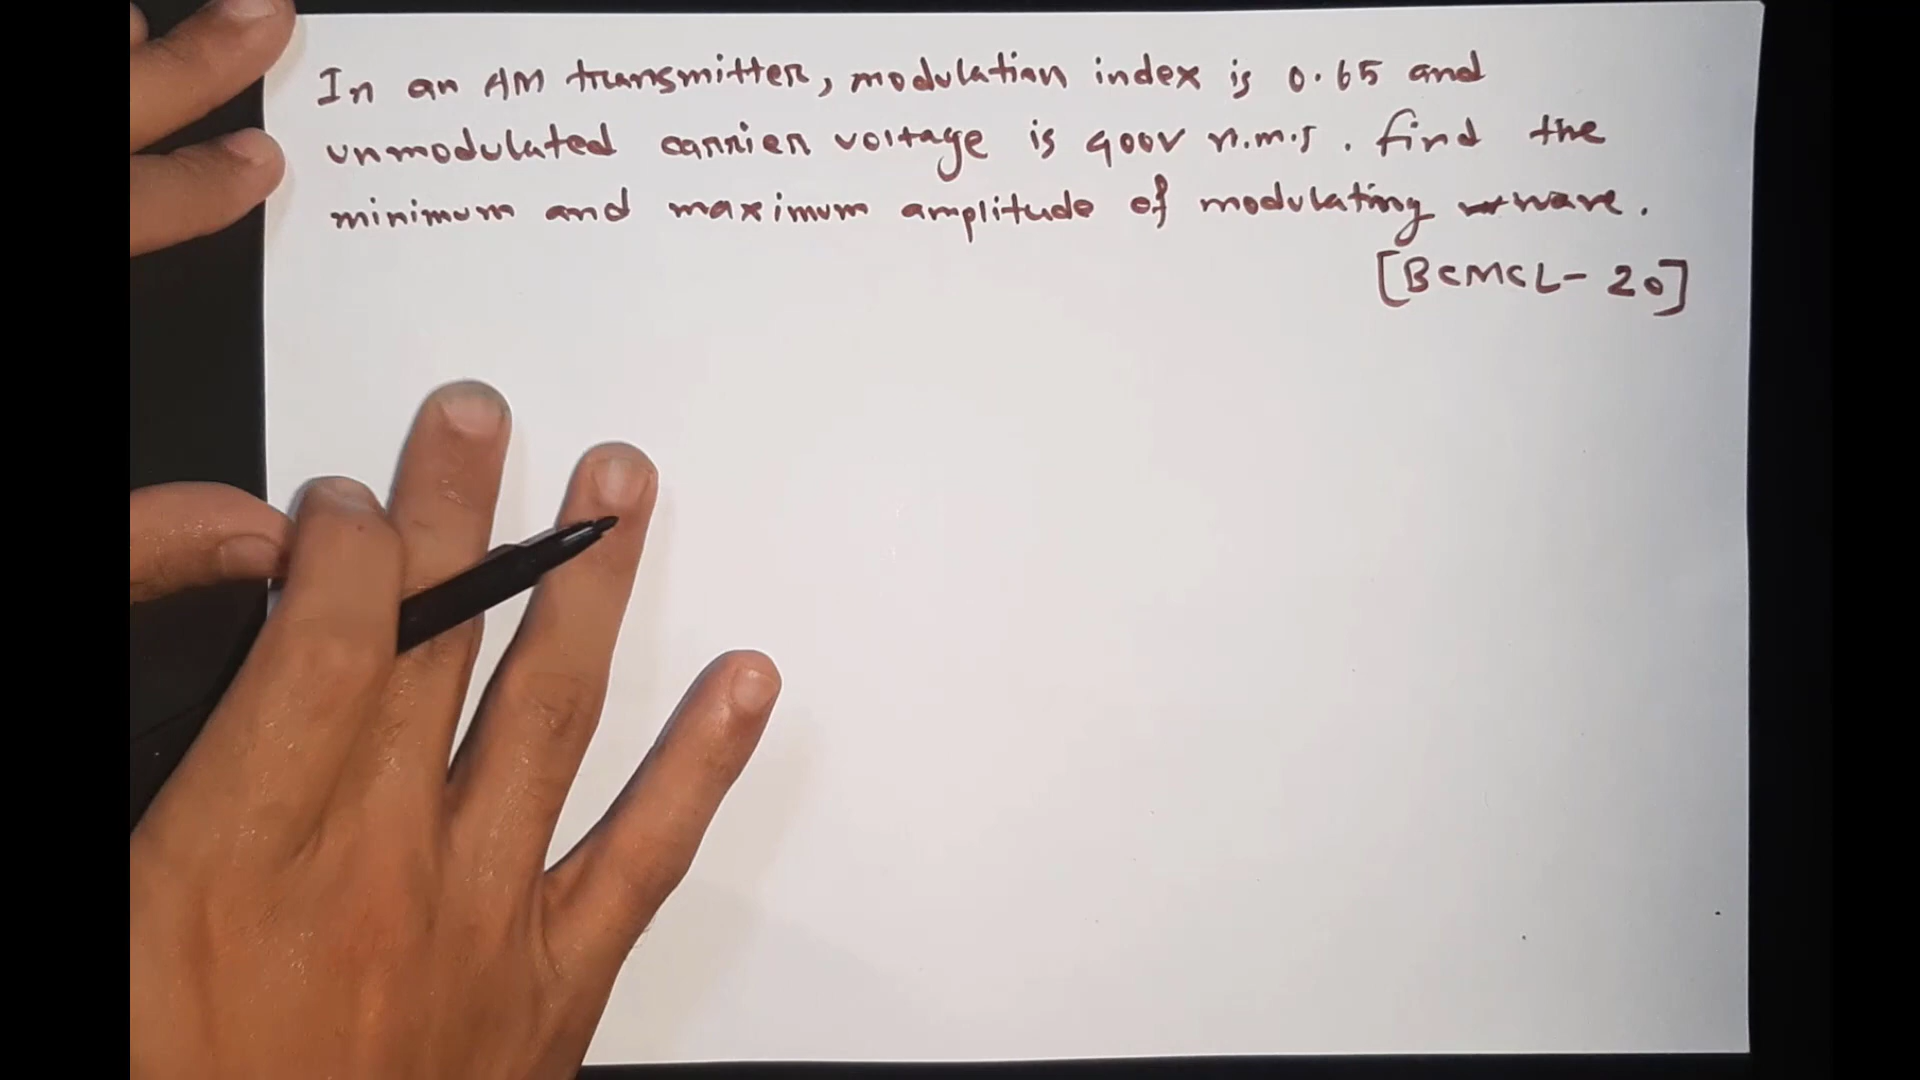 In an AM transmitter, modulation index is 0.65 and
unmodulated carrier voltage is 400V r.m.s. find the
minimum and maximum amplitude of modulating wave.
[BCMCL-20]